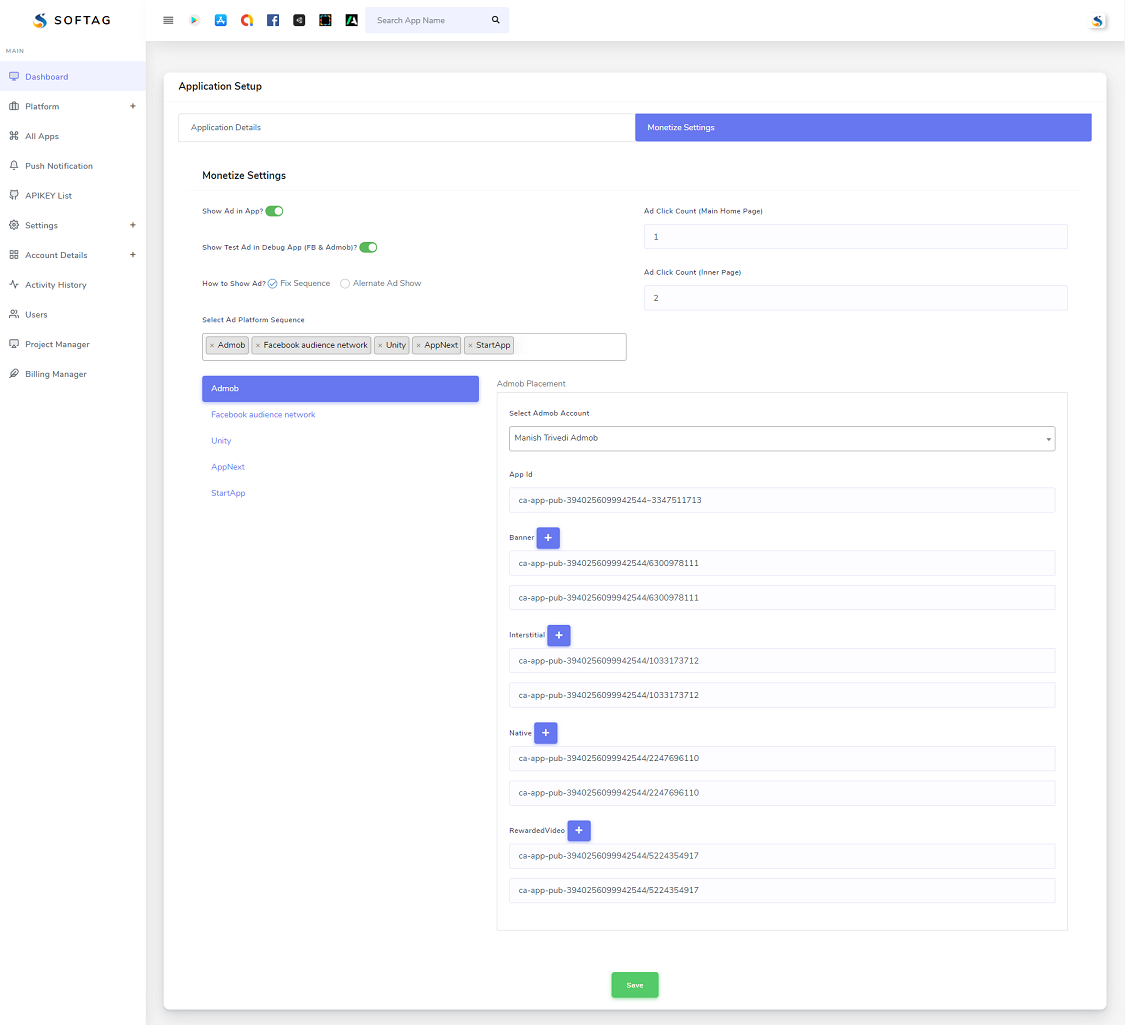 SOFTAG
Search App Name
MAIN
Dashboard
Platform +
All Apps
Push Notification
APIKEY List
Settings +
Account Details +
Activity History
Users
Project Manager
Billing Manager
Application Setup
Application Details
Monetize Settings
Monetize Settings
Show Ad in App?
Show Test Ad in Debug App (FB & Admob)?
How to Show Ad? Fix Sequence Alernate Ad Show
Select Ad Platform Sequence
× Admob × Facebook audience network × Unity × AppNext × StartApp
Ad Click Count (Main Home Page)
1
Ad Click Count (Inner Page)
2
Admob
Facebook audience network
Unity
AppNext
StartApp
Admob Placement
Select Admob Account
Manish Trivedi Admob
App Id
ca-app-pub-3940256099942544~3347511713
Banner +
ca-app-pub-3940256099942544/6300978111
ca-app-pub-3940256099942544/6300978111
Interstitial +
ca-app-pub-3940256099942544/1033173712
ca-app-pub-3940256099942544/1033173712
Native +
ca-app-pub-3940256099942544/2247696110
ca-app-pub-3940256099942544/2247696110
RewardedVideo +
ca-app-pub-3940256099942544/5224354917
ca-app-pub-3940256099942544/5224354917
Save